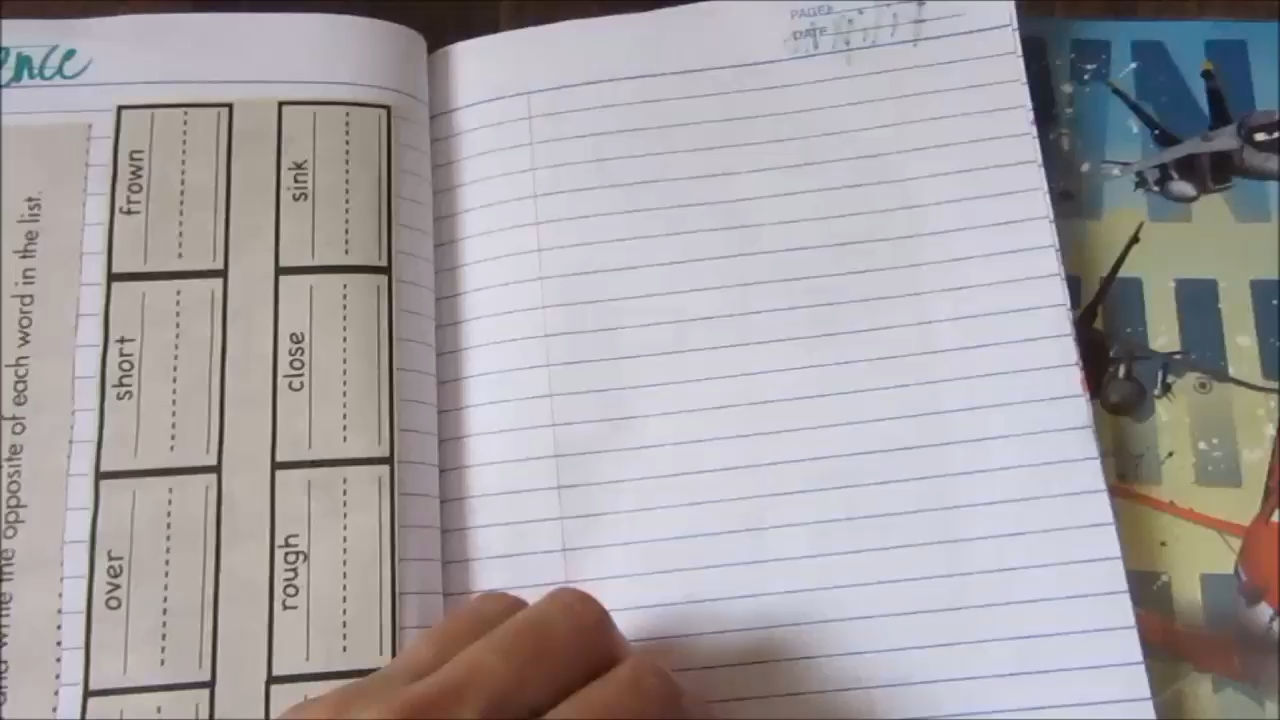 ence
and write the opposite of each word in the list.
frown
short
over
sink
close
rough
PAGE
DATE